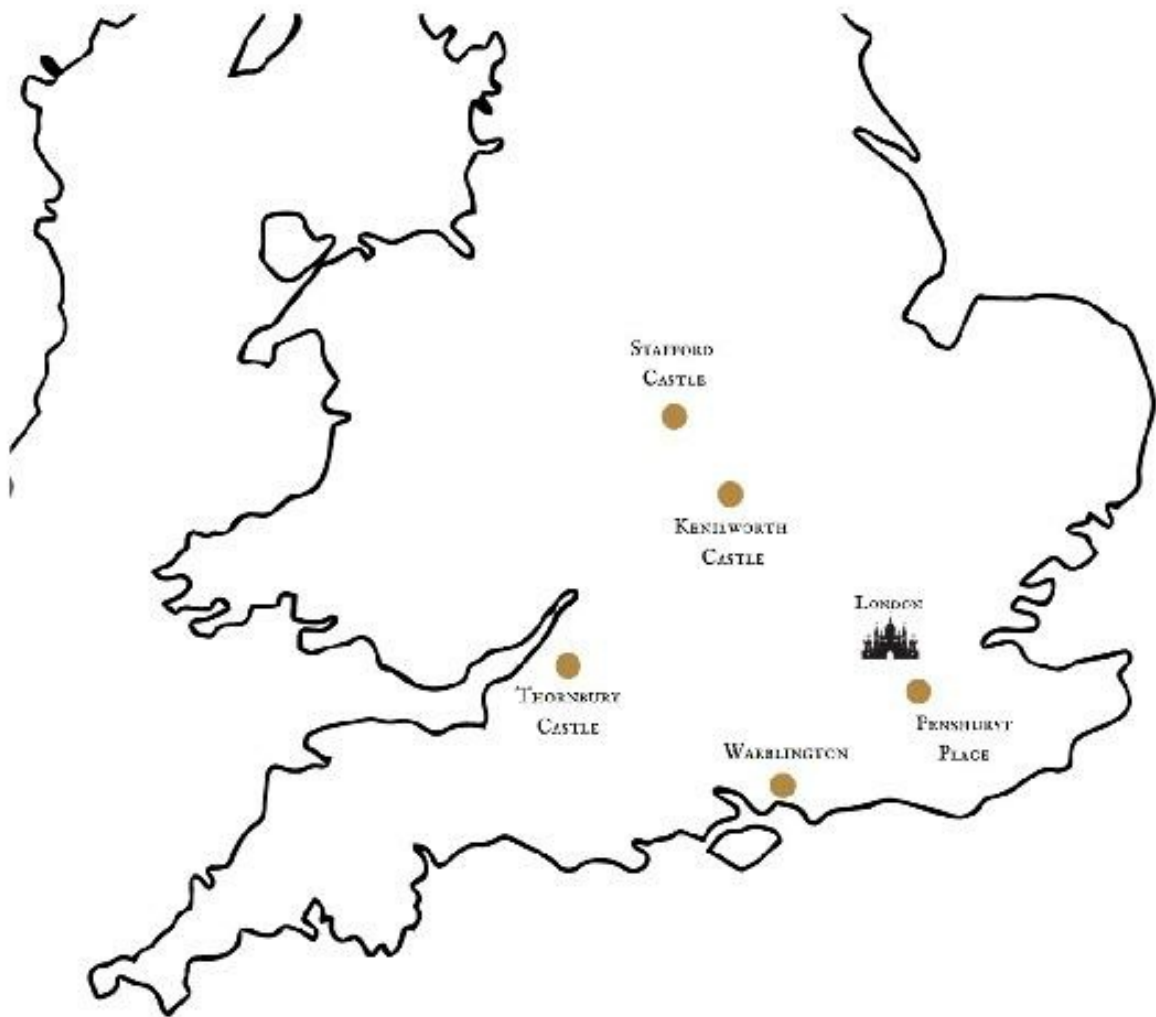 Stafford
Castle
Kenilworth
Castle
London
Thornbury
Castle
Penshurst
Place
Warblington